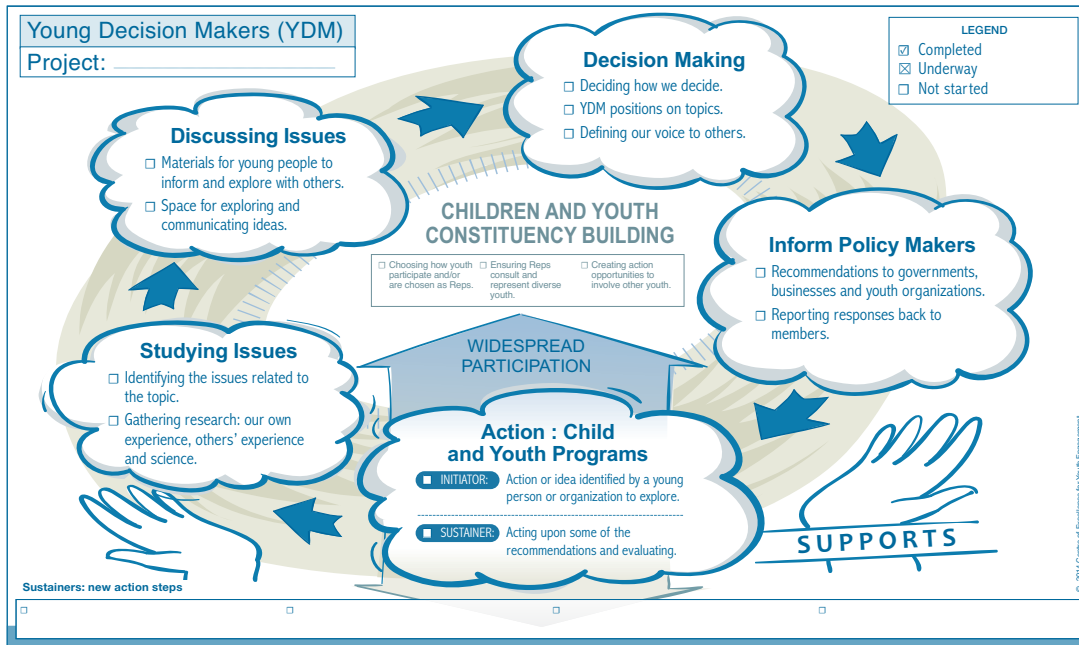 Young Decision Makers (YDM)
Project:
LEGEND
☑ Completed
☒ Underway
☐ Not started
Decision Making
☐ Deciding how we decide.
☐ YDM positions on topics.
☐ Defining our voice to others.
Discussing Issues
☐ Materials for young people to
inform and explore with others.
☐ Space for exploring and
communicating ideas.
CHILDREN AND YOUTH
CONSTITUENCY BUILDING
☐ Choosing how youth
participate and/or
are chosen as Reps.
☐ Ensuring Reps
consult and
represent diverse
youth.
☐ Creating action
opportunities to
involve other youth.
Inform Policy Makers
☐ Recommendations to governments,
businesses and youth organizations.
☐ Reporting responses back to
members.
WIDESPREAD
PARTICIPATION
Studying Issues
☐ Identifying the issues related to
the topic.
☐ Gathering research: our own
experience, others' experience
and science.
Action : Child
and Youth Programs
☐ INITIATOR: Action or idea identified by a young
person or organization to explore.
☐ SUSTAINER: Acting upon some of the
recommendations and evaluating.
SUPPORTS
Sustainers: new action steps
☐ ☐ ☐ ☐
© 2014 Centre of Excellence for Youth Engagement